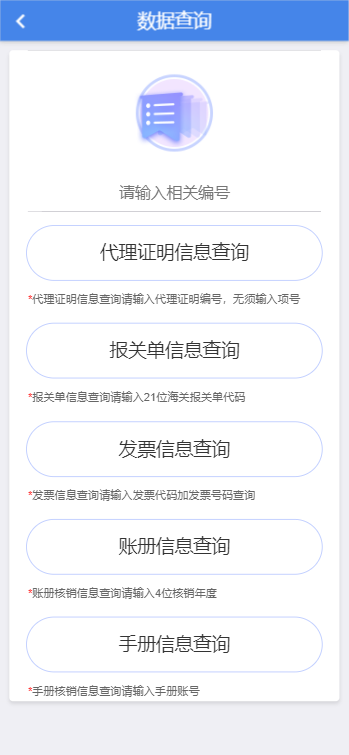 数据查询
请输入相关编号
代理证明信息查询
*代理证明信息查询请输入代理证明编号，无须输入项号
报关单信息查询
*报关单信息查询请输入21位海关报关单代码
发票信息查询
*发票信息查询请输入发票代码加发票号码查询
账册信息查询
*账册核销信息查询请输入4位核销年度
手册信息查询
*手册核销信息查询请输入手册账号